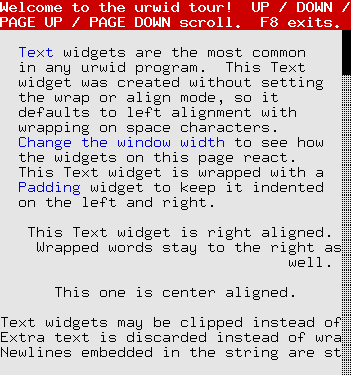 Welcome to the urwid tour!  UP / DOWN /
PAGE UP / PAGE DOWN scroll.  F8 exits.
Text widgets are the most common
in any urwid program.  This Text
widget was created without setting
the wrap or align mode, so it
defaults to left alignment with
wrapping on space characters.
Change the window width to see how
the widgets on this page react.
This Text widget is wrapped with a
Padding widget to keep it indented
on the left and right.
This Text widget is right aligned.
Wrapped words stay to the right as
well.
This one is center aligned.
Text widgets may be clipped instead of
Extra text is discarded instead of wra
Newlines embedded in the string are st